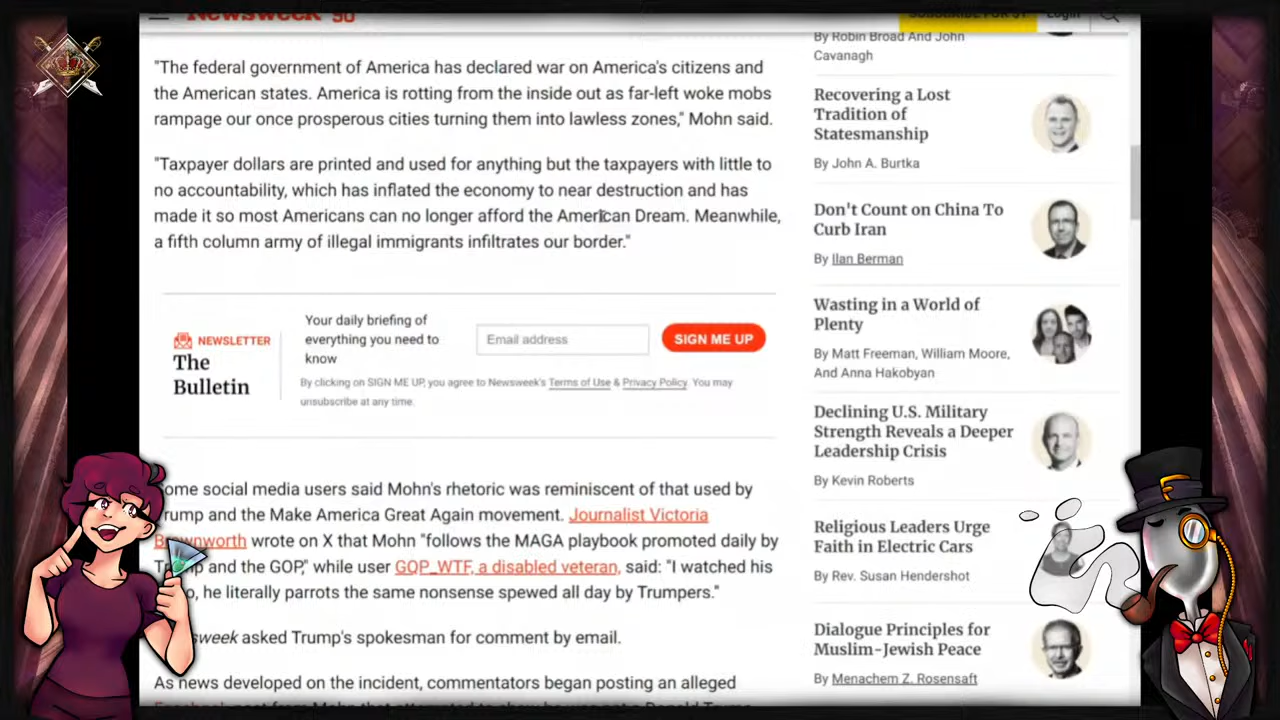 Newsweek 90
SUBSCRIBE FOR $1
Login
"The federal government of America has declared war on America's citizens and
the American states. America is rotting from the inside out as far-left woke mobs
rampage our once prosperous cities turning them into lawless zones," Mohn said.
"Taxpayer dollars are printed and used for anything but the taxpayers with little to
no accountability, which has inflated the economy to near destruction and has
made it so most Americans can no longer afford the American Dream. Meanwhile,
a fifth column army of illegal immigrants infiltrates our border."
NEWSLETTER
The
Bulletin
Your daily briefing of
everything you need to
know
Email address
SIGN ME UP
By clicking on SIGN ME UP, you agree to Newsweek's Terms of Use & Privacy Policy. You may
unsubscribe at any time.
ome social media users said Mohn's rhetoric was reminiscent of that used by
rump and the Make America Great Again movement. Journalist Victoria
wnworth wrote on X that Mohn "follows the MAGA playbook promoted daily by
p and the GOP," while user GQP_WTF, a disabled veteran, said: "I watched his
o, he literally parrots the same nonsense spewed all day by Trumpers."
sweek asked Trump's spokesman for comment by email.
As news developed on the incident, commentators began posting an alleged
By Robin Broad And John
Cavanagh
Recovering a Lost
Tradition of
Statesmanship
By John A. Burtka
Don't Count on China To
Curb Iran
By Ilan Berman
Wasting in a World of
Plenty
By Matt Freeman, William Moore,
And Anna Hakobyan
Declining U.S. Military
Strength Reveals a Deeper
Leadership Crisis
By Kevin Roberts
Religious Leaders Urge
Faith in Electric Cars
By Rev. Susan Hendershot
Dialogue Principles for
Muslim-Jewish Peace
By Menachem Z. Rosensaft